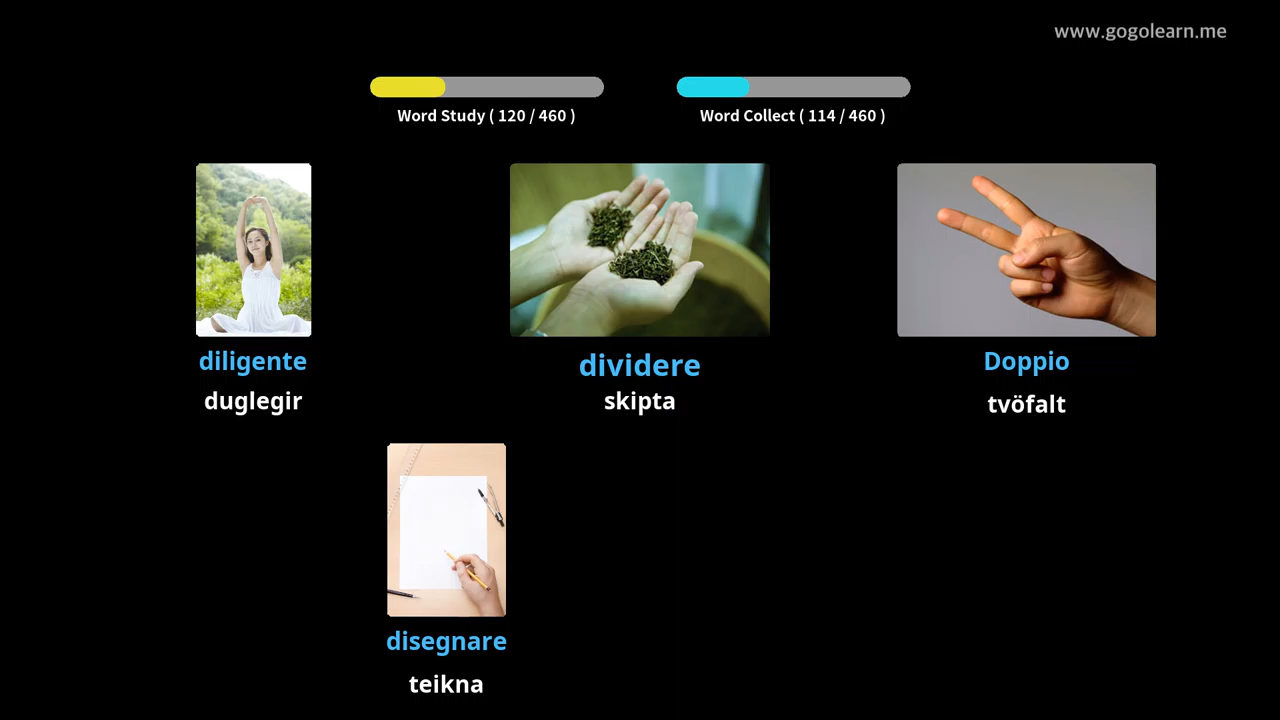 www.gogolearn.me
Word Study ( 120 / 460 )
Word Collect ( 114 / 460 )
diligente
duglegir
dividere
skipta
Doppio
tvöfalt
disegnare
teikna